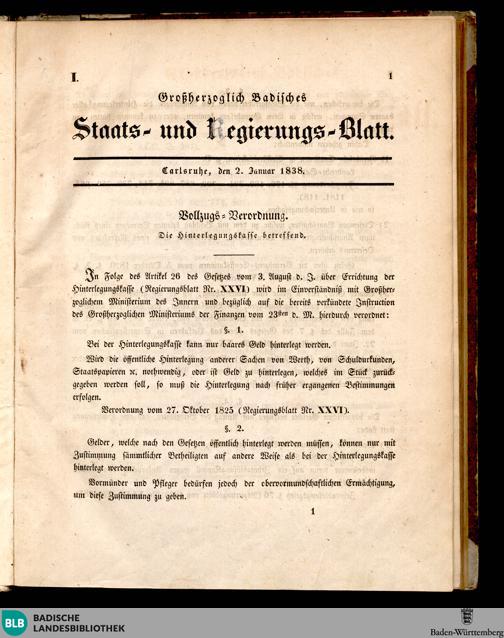 I.
1
Großherzoglich Badisches
Staats- und Regierungs-Blatt.
Carlsruhe, den 2. Januar 1838.
Vollzugs-Verordnung.
Die Hinterlegungskasse betreffend.
In Folge des Artikel 26 des Gesetzes vom 3. August d. J. über Errichtung der
Hinterlegungskasse (Regierungsblatt Nr. XXVI) wird im Einverständniß mit Großher-
zoglichem Ministerium des Innern und bezüglich auf die bereits verkündete Instruction
des Großherzoglichen Ministeriums der Finanzen vom 23sten d. M. hierdurch verordnet:
§. 1.
Bei der Hinterlegungskasse kann nur baares Geld hinterlegt werden.
Wird die öffentliche Hinterlegung anderer Sachen von Werth, von Schuldurkunden,
Staatspapieren ꝛc. nothwendig, oder ist Geld zu hinterlegen, welches im Stück zurück-
gegeben werden soll, so muß die Hinterlegung nach früher ergangenen Bestimmungen
erfolgen.
Verordnung vom 27. Oktober 1825 (Regierungsblatt Nr. XXVI).
§. 2.
Gelder, welche nach den Gesetzen öffentlich hinterlegt werden müssen, können nur mit
Zustimmung sämmtlicher Betheiligten auf andere Weise als bei der Hinterlegungskasse
hinterlegt werden.
Vormünder und Pfleger bedürfen jedoch der obervormundschaftlichen Ermächtigung,
um diese Zustimmung zu geben.
1
BLB
BADISCHE
LANDESBIBLIOTHEK
Baden-Württemberg